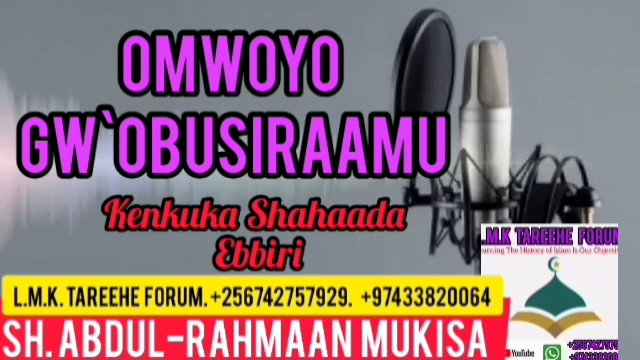 OMWOYO
GW`OBUSIRAAMU
Kenkuka Shahaada
Ebbiri
L.M.K. TAREEHE FORUM. +256742757929. +97433820064
SH. ABDUL-RAHMAAN MUKISA
L.M.K TAREEHE FORUM
The History of Islam Is Our Objective
YouTube